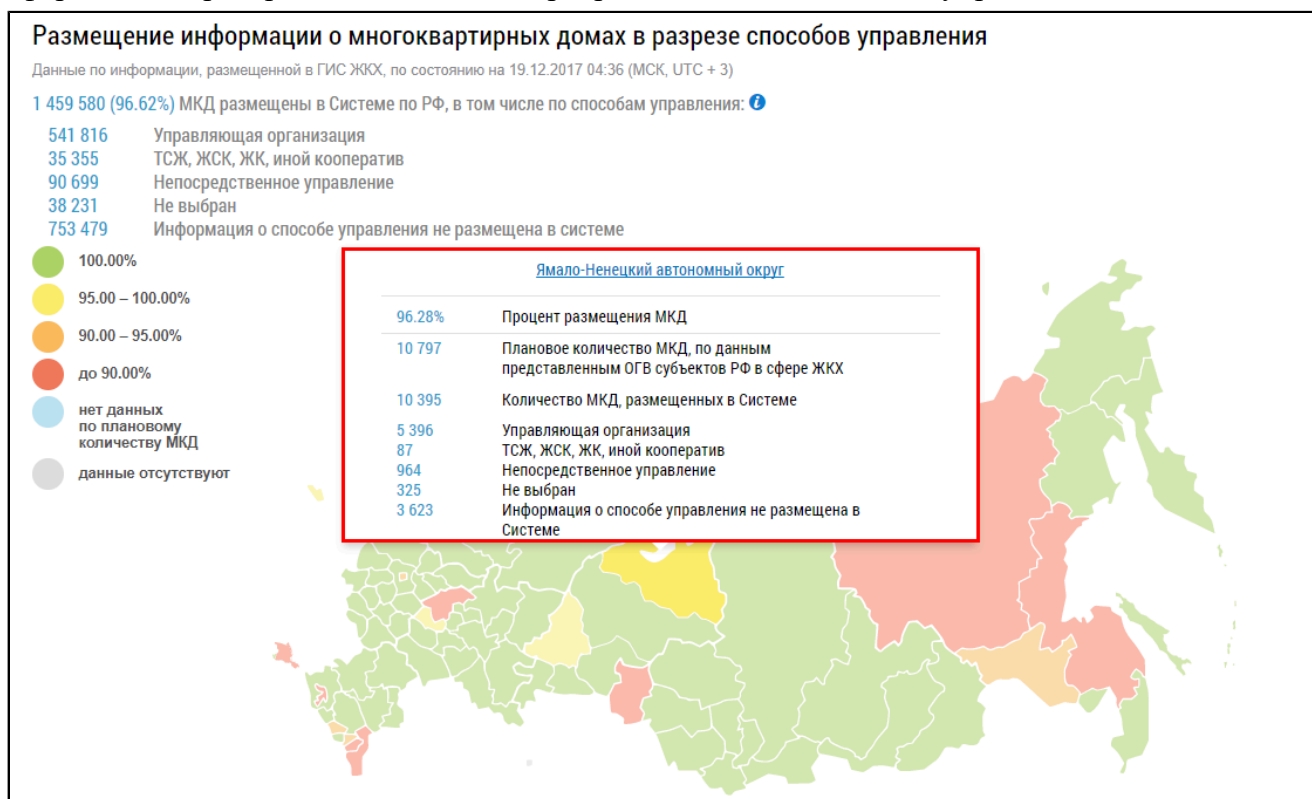 Размещение информации о многоквартирных домах в разрезе способов управления
Данные по информации, размещенной в ГИС ЖКХ, по состоянию на 19.12.2017 04:36 (МСК, UTC + 3)
1 459 580 (96.62%) МКД размещены в Системе по РФ, в том числе по способам управления:
541 816 Управляющая организация
35 355 ТСЖ, ЖСК, ЖК, иной кооператив
90 699 Непосредственное управление
38 231 Не выбран
753 479 Информация о способе управления не размещена в системе
100.00%
95.00 – 100.00%
90.00 – 95.00%
до 90.00%
нет данных
по плановому
количеству МКД
данные отсутствуют
Ямало-Ненецкий автономный округ
96.28% Процент размещения МКД
10 797 Плановое количество МКД, по данным
представленным ОГВ субъектов РФ в сфере ЖКХ
10 395 Количество МКД, размещенных в Системе
5 396 Управляющая организация
87 ТСЖ, ЖСК, ЖК, иной кооператив
964 Непосредственное управление
325 Не выбран
3 623 Информация о способе управления не размещена в
Системе